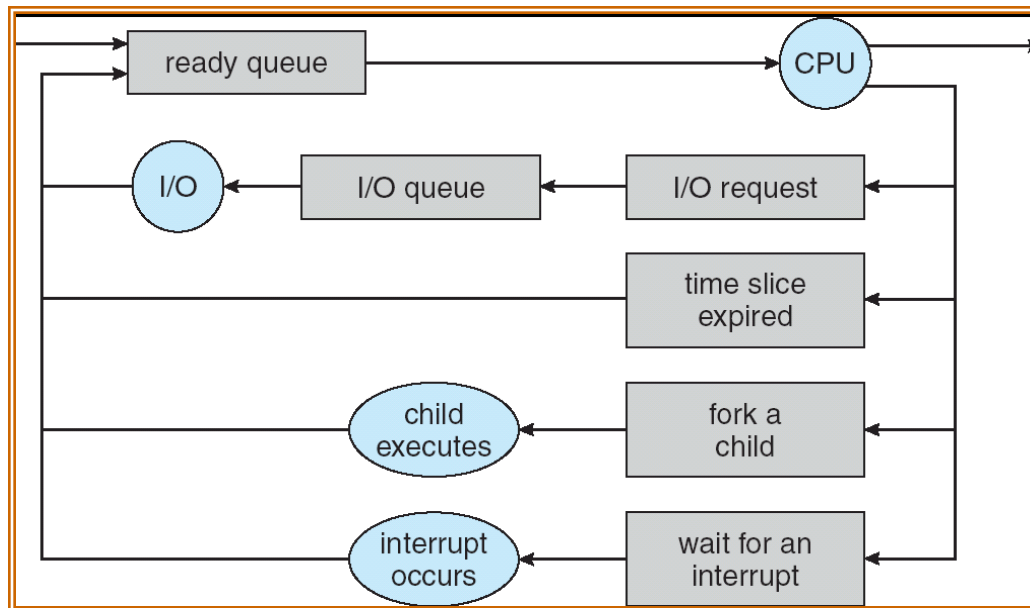 ready queue
CPU
I/O
I/O queue
I/O request
time slice
expired
child
executes
fork a
child
interrupt
occurs
wait for an
interrupt